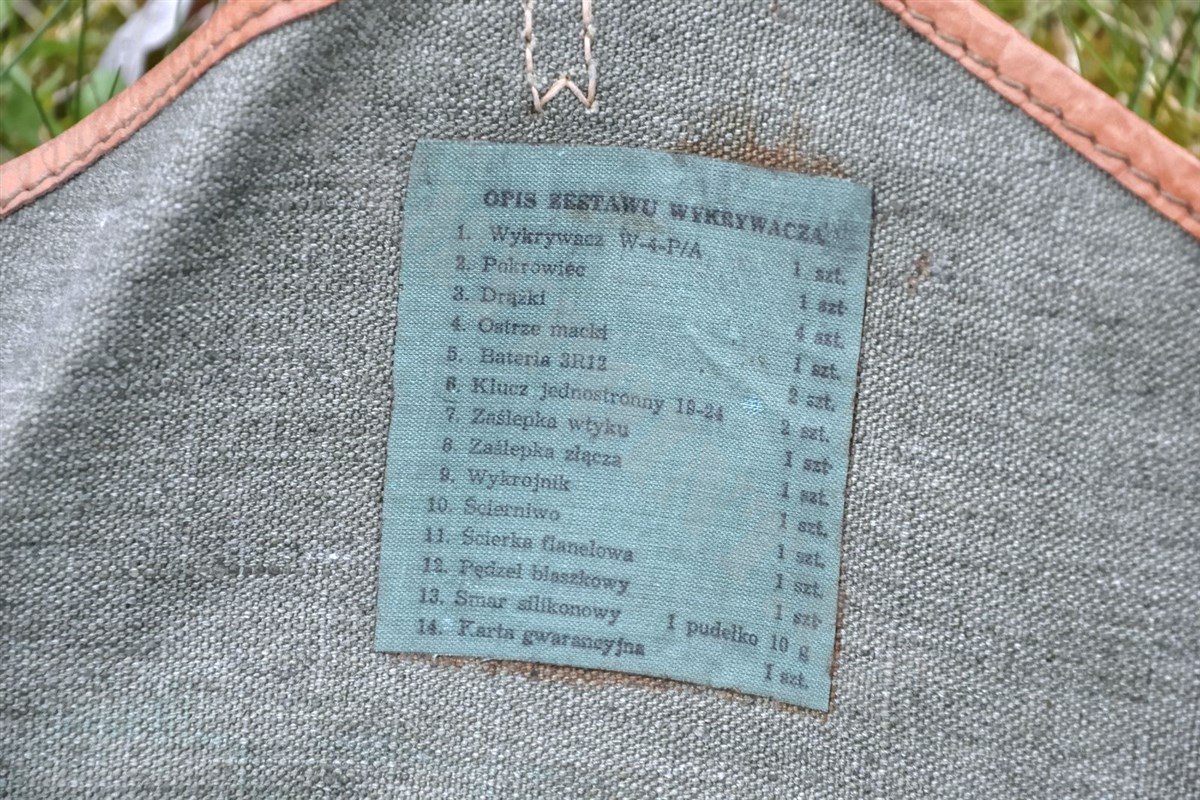 OPIS ZESTAWU WYKRYWACZA
1. Wykrywacz W-4-P/A 1 szt.
2. Pokrowiec 1 szt
3. Drążki 4 szt.
4. Ostrze macki 1 szt.
5. Bateria 3R12 2 szt.
6. Klucz jednostronny 19-24 2 szt.
7. Zaślepka wtyku 1 szt
8. Zaślepka złącza 1 szt.
9. Wykrojnik 1 szt.
10. Ścierniwo 1 szt.
11. Ścierka flanelowa 1 szt.
12. Pędzel blaszkowy 1 szt
13. Smar silikonowy 1 pudełko 10 g
14. Karta gwarancyjna 1 szt.